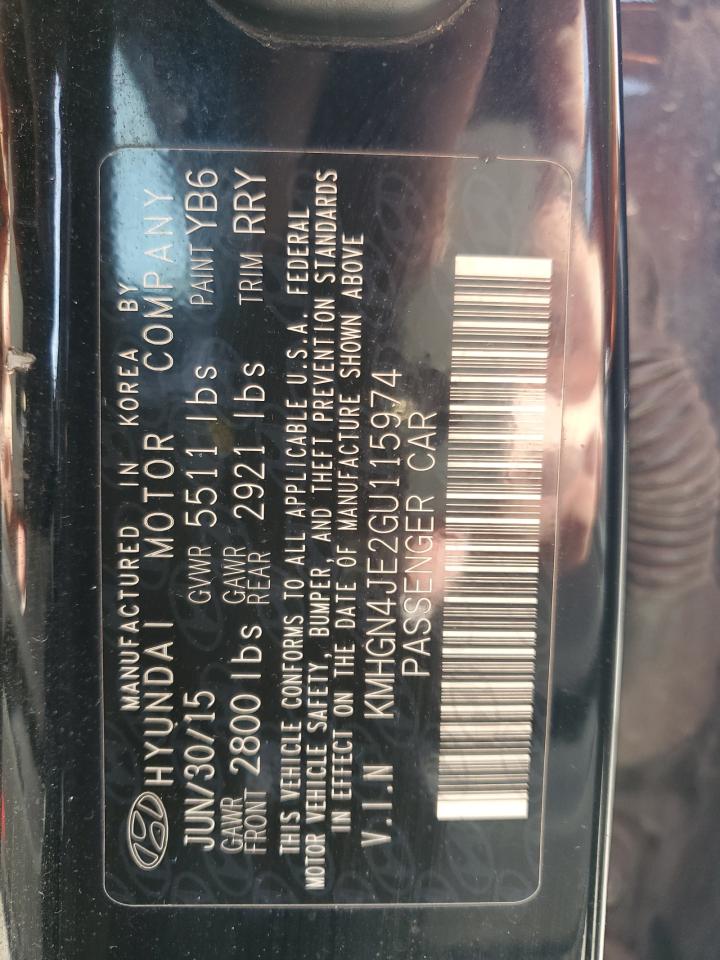 MANUFACTURED IN KOREA BY
HYUNDAI MOTOR COMPANY
JUN/30/15 GVWR 5511 lbs PAINT YB6
GAWR FRONT 2800 lbs GAWR REAR 2921 lbs TRIM RRY
THIS VEHICLE CONFORMS TO ALL APPLICABLE U.S.A. FEDERAL
MOTOR VEHICLE SAFETY, BUMPER, AND THEFT PREVENTION STANDARDS
IN EFFECT ON THE DATE OF MANUFACTURE SHOWN ABOVE
V.I.N KMHGN4JE2GU115974
PASSENGER CAR